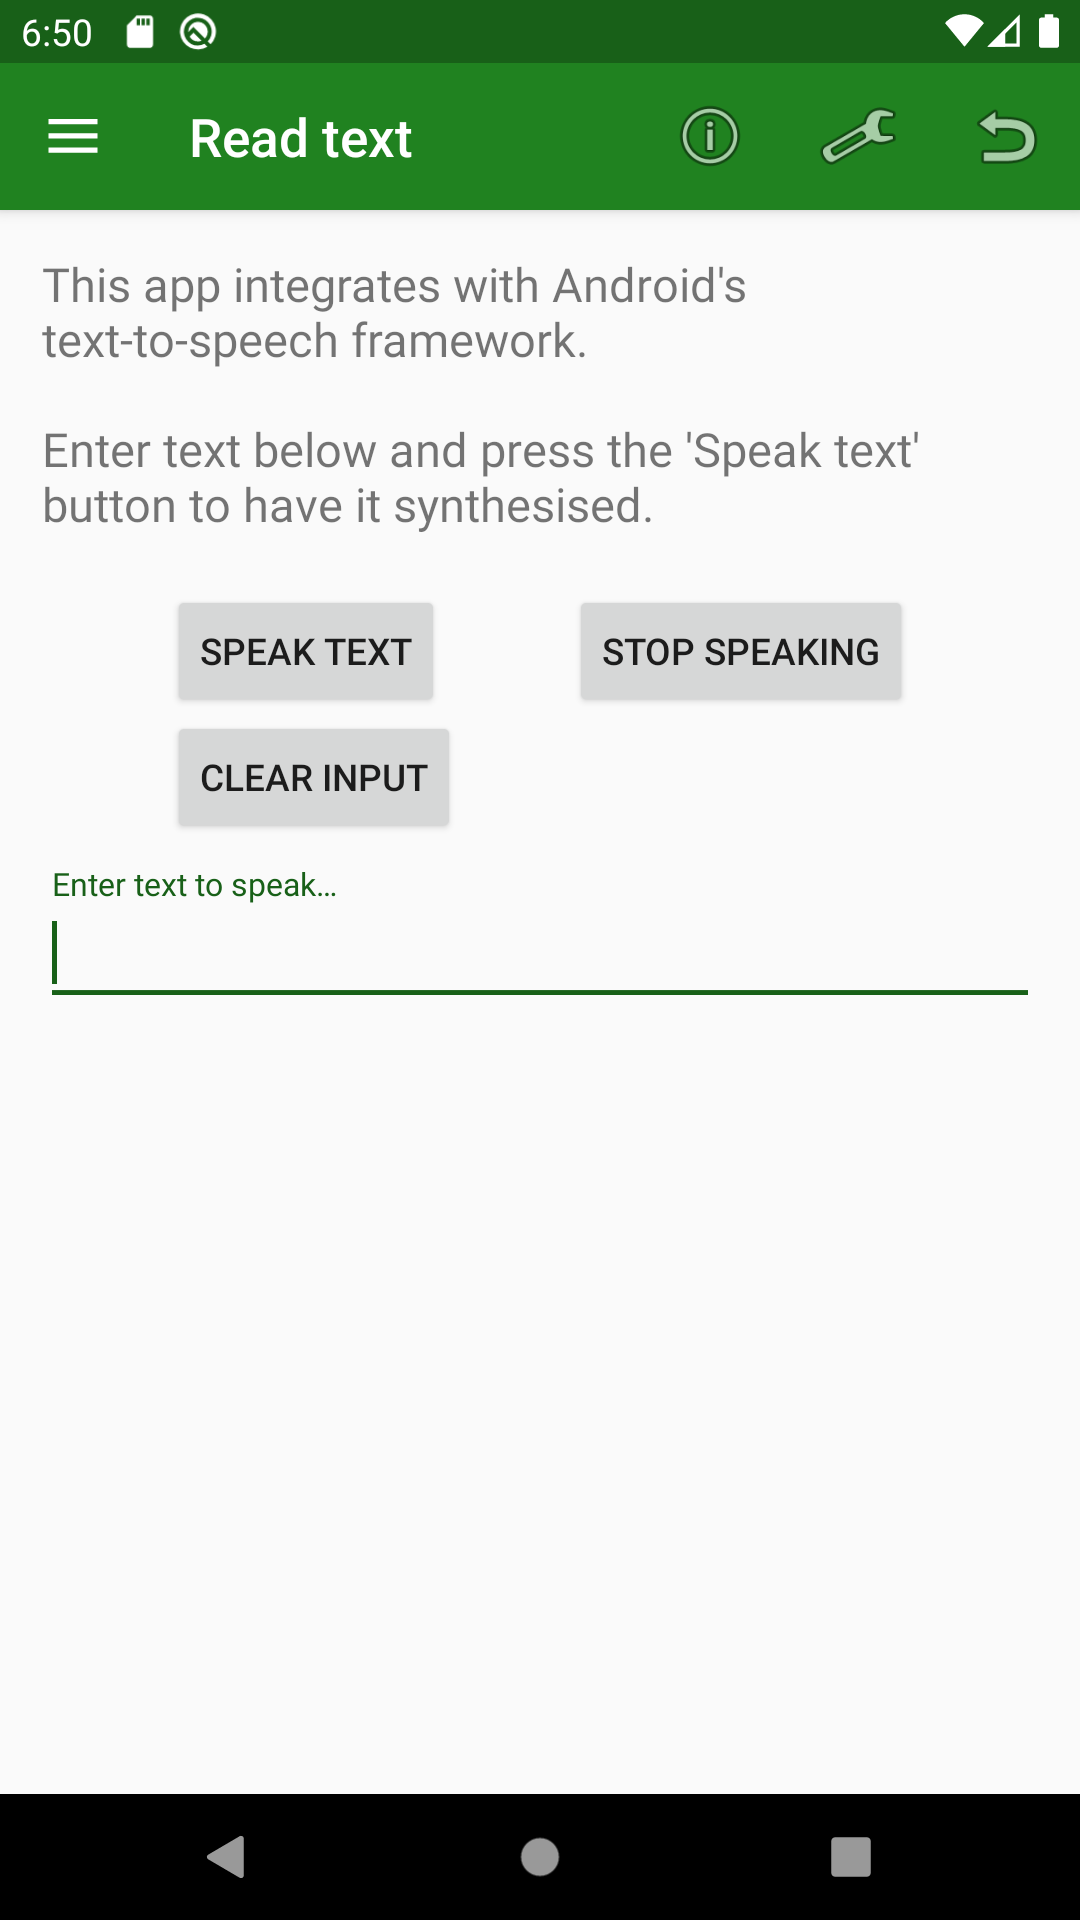 6:50
Read text
This app integrates with Android's
text-to-speech framework.
Enter text below and press the 'Speak text'
button to have it synthesised.
SPEAK TEXT
STOP SPEAKING
CLEAR INPUT
Enter text to speak…